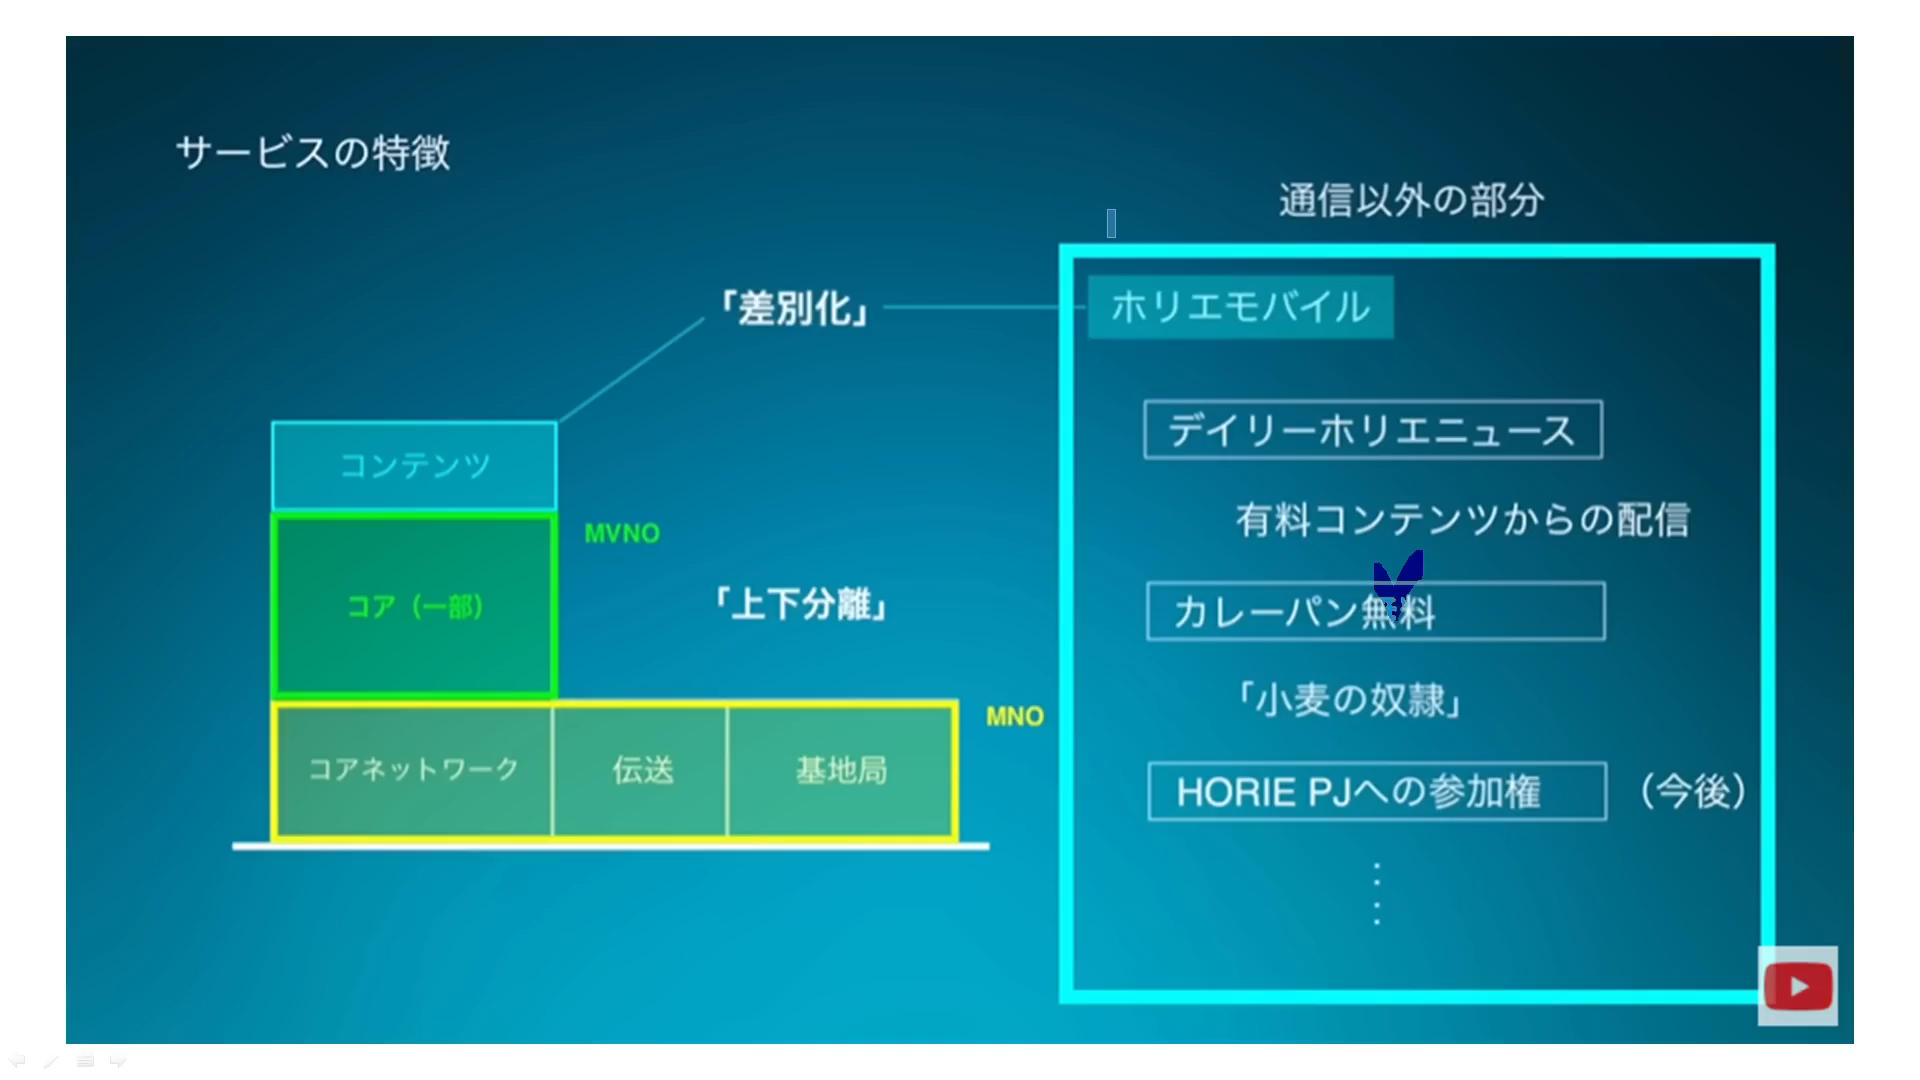 サービスの特徴
通信以外の部分
「差別化」
ホリエモバイル
デイリーホリエニュース
コンテンツ
有料コンテンツからの配信
MVNO
コア（一部）
「上下分離」
カレーパン無料
「小麦の奴隷」
MNO
コアネットワーク
伝送
基地局
HORIE PJへの参加権
（今後）